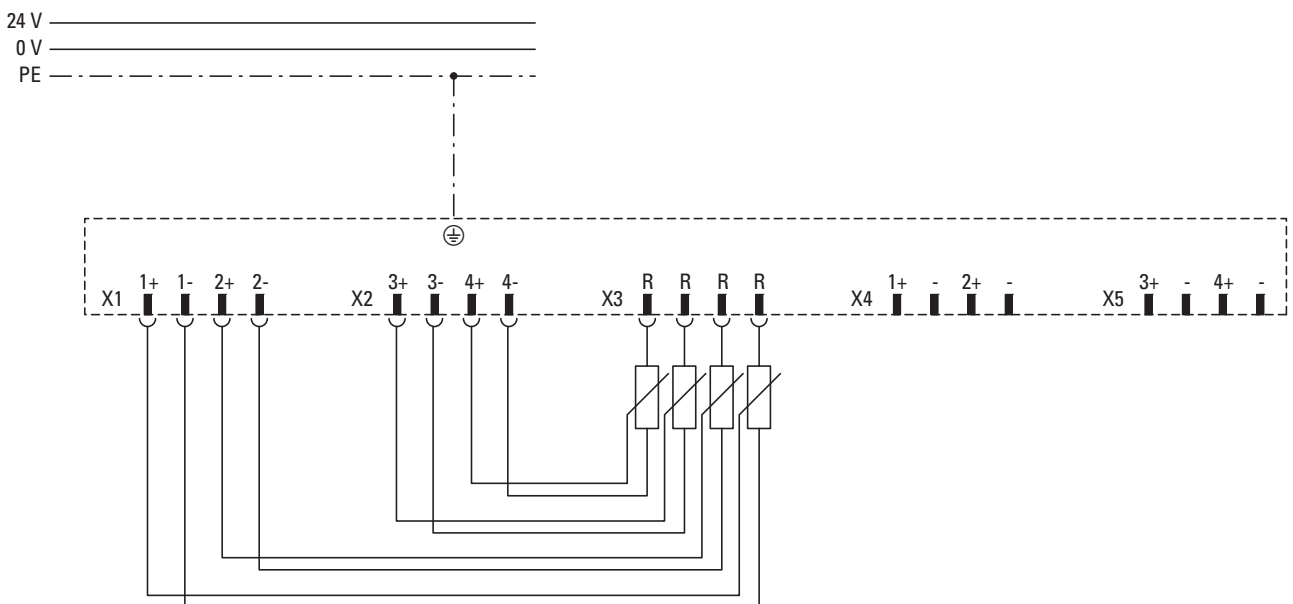 24 V
0 V
PE
X1 1+ 1- 2+ 2- X2 3+ 3- 4+ 4- X3 R R R R X4 1+ - 2+ - X5 3+ - 4+ -